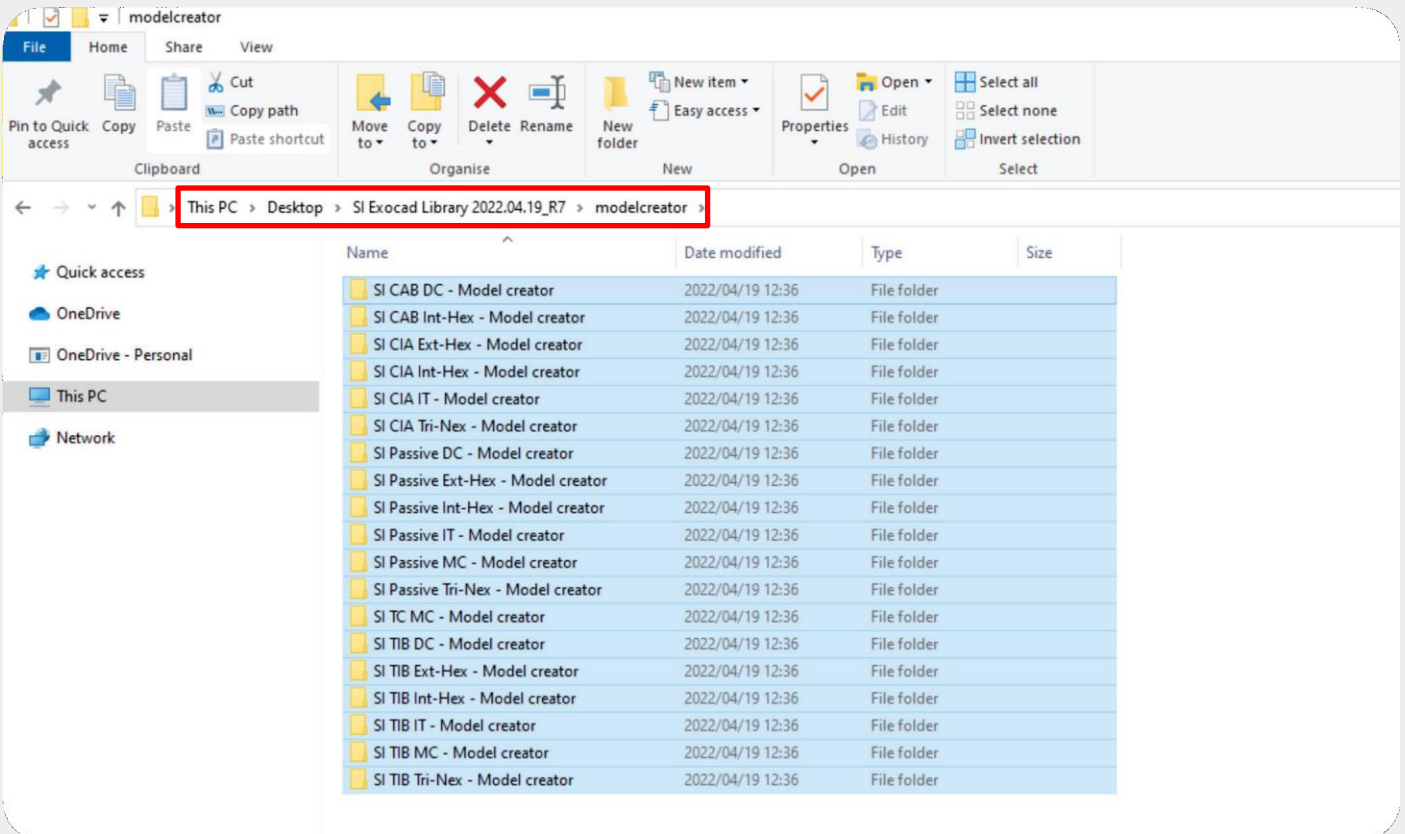 modelcreator
File Home Share View
Pin to Quick access
Copy
Paste
Cut
Copy path
Paste shortcut
Clipboard
Move to
Copy to
Delete
Rename
Organise
New folder
New item
Easy access
New
Properties
Open
Edit
History
Open
Select all
Select none
Invert selection
Select
This PC > Desktop > SI Exocad Library 2022.04.19_R7 > modelcreator >
Quick access
OneDrive
OneDrive - Personal
This PC
Network
Name Date modified Type Size
SI CAB DC - Model creator 2022/04/19 12:36 File folder
SI CAB Int-Hex - Model creator 2022/04/19 12:36 File folder
SI CIA Ext-Hex - Model creator 2022/04/19 12:36 File folder
SI CIA Int-Hex - Model creator 2022/04/19 12:36 File folder
SI CIA IT - Model creator 2022/04/19 12:36 File folder
SI CIA Tri-Nex - Model creator 2022/04/19 12:36 File folder
SI Passive DC - Model creator 2022/04/19 12:36 File folder
SI Passive Ext-Hex - Model creator 2022/04/19 12:36 File folder
SI Passive Int-Hex - Model creator 2022/04/19 12:36 File folder
SI Passive IT - Model creator 2022/04/19 12:36 File folder
SI Passive MC - Model creator 2022/04/19 12:36 File folder
SI Passive Tri-Nex - Model creator 2022/04/19 12:36 File folder
SI TC MC - Model creator 2022/04/19 12:36 File folder
SI TIB DC - Model creator 2022/04/19 12:36 File folder
SI TIB Ext-Hex - Model creator 2022/04/19 12:36 File folder
SI TIB Int-Hex - Model creator 2022/04/19 12:36 File folder
SI TIB IT - Model creator 2022/04/19 12:36 File folder
SI TIB MC - Model creator 2022/04/19 12:36 File folder
SI TIB Tri-Nex - Model creator 2022/04/19 12:36 File folder